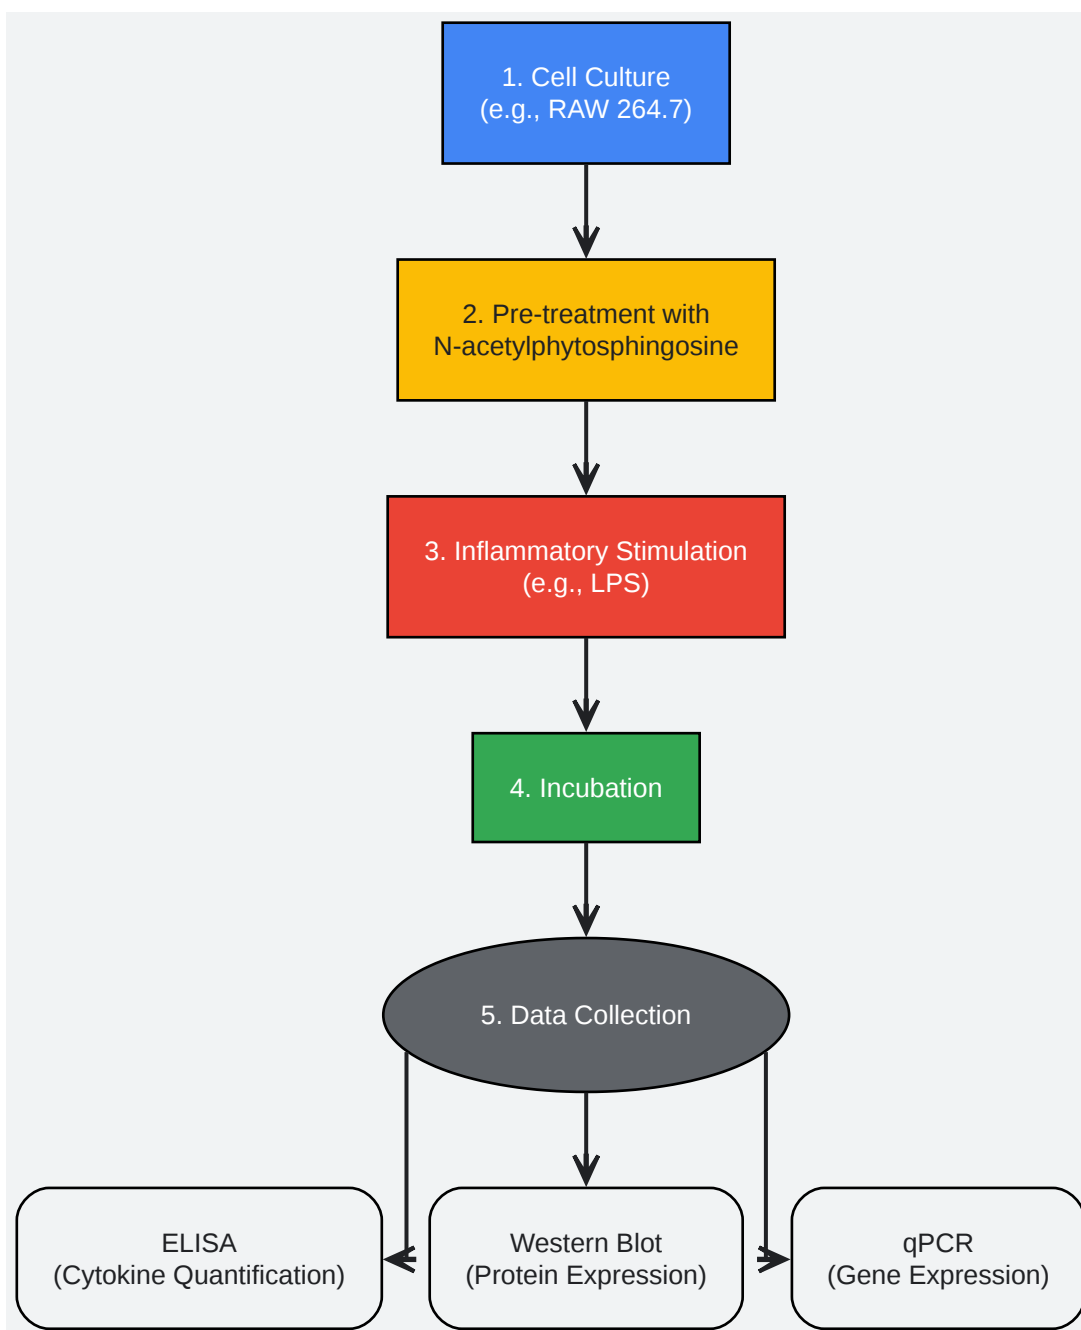 1. Cell Culture
(e.g., RAW 264.7)
2. Pre-treatment with
N-acetylphytosphingosine
3. Inflammatory Stimulation
(e.g., LPS)
4. Incubation
5. Data Collection
ELISA
(Cytokine Quantification)
Western Blot
(Protein Expression)
qPCR
(Gene Expression)